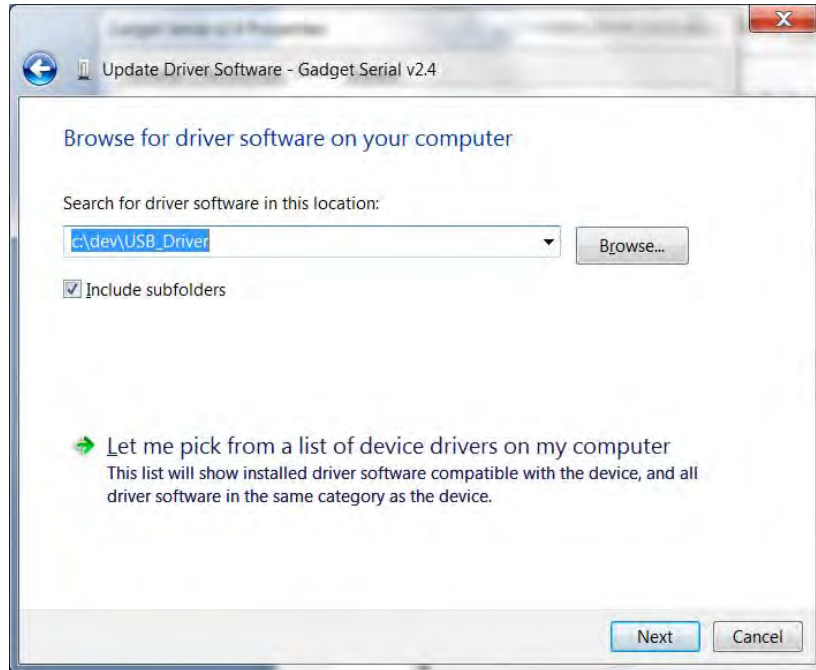 Update Driver Software - Gadget Serial v2.4
Browse for driver software on your computer
Search for driver software in this location:
c:\dev\USB_Driver
Browse...
Include subfolders
Let me pick from a list of device drivers on my computer
This list will show installed driver software compatible with the device, and all
driver software in the same category as the device.
Next
Cancel